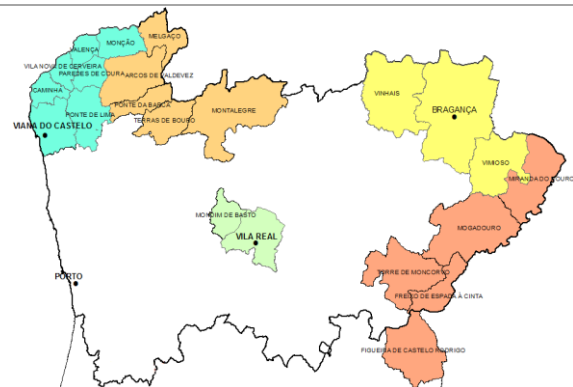 MELGAÇO
MONÇÃO
VALENÇA
VILA NOVA DE CERVEIRA
PAREDES DE COURA
ARCOS DE VALDEVEZ
CAMINHA
PONTE DA BARCA
PONTE DE LIMA
TERRAS DE BOURO
MONTALEGRE
VIANA DO CASTELO
VINHAIS
BRAGANÇA
VIMIOSO
MIRANDA DO DOURO
MOGADOURO
MONDIM DE BASTO
VILA REAL
PORTO
TORRE DE MONCORVO
FREIXO DE ESPADA À CINTA
FIGUEIRA DE CASTELO RODRIGO